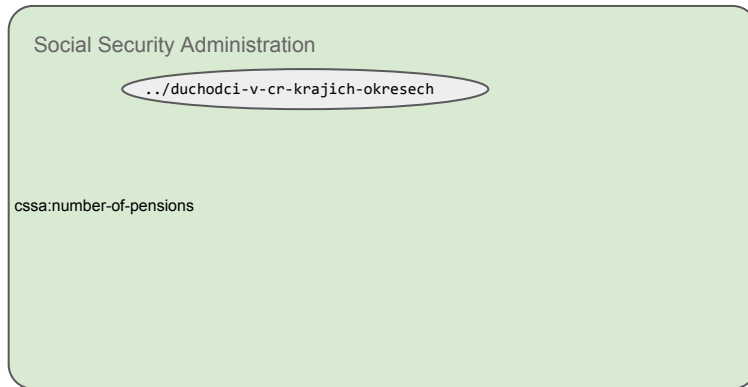 Social Security Administration
../duchodci-v-cr-krajich-okresech
cssa:number-of-pensions